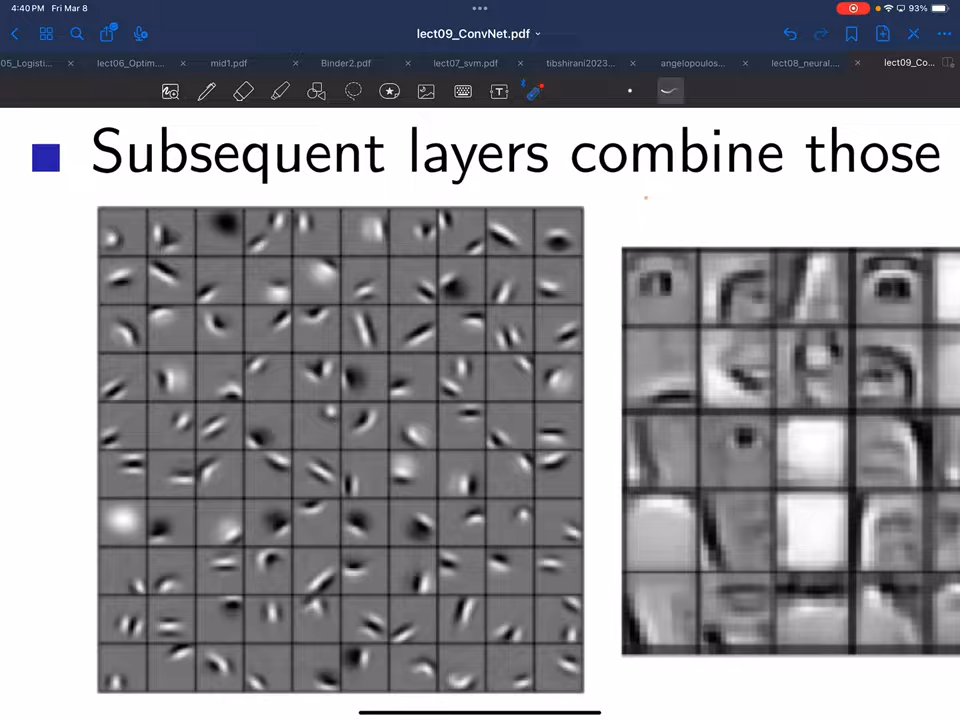 4:40 PM Fri Mar 8
93%
lect09_ConvNet.pdf
05_Logisti...
lect06_Optim....
mid1.pdf
Binder2.pdf
lect07_svm.pdf
tibshirani2023...
angelopoulos...
lect08_neural....
lect09_Co...
Subsequent layers combine those